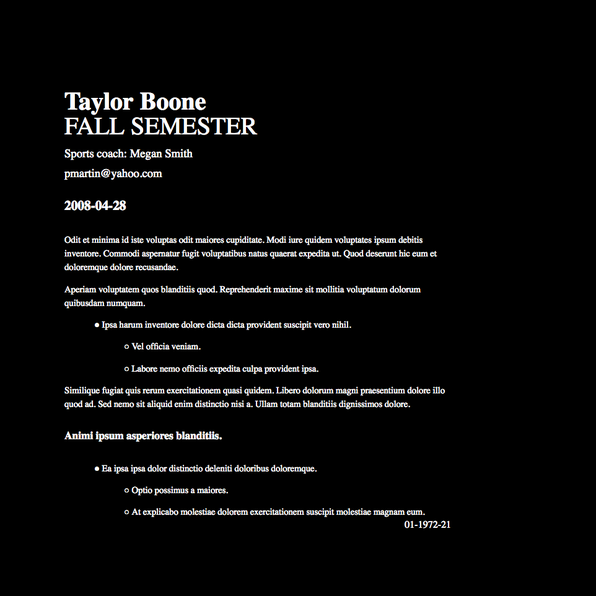 Taylor Boone
FALL SEMESTER
Sports coach: Megan Smith
pmartin@yahoo.com
2008-04-28
Odit et minima id iste voluptas odit maiores cupiditate. Modi iure quidem voluptates ipsum debitis
inventore. Commodi aspernatur fugit voluptatibus natus quaerat expedita ut. Quod deserunt hic eum et
doloremque dolore recusandae.
Aperiam voluptatem quos blanditiis quod. Reprehenderit maxime sit mollitia voluptatum dolorum
quibusdam numquam.
• Ipsa harum inventore dolore dicta dicta provident suscipit vero nihil.
○ Vel officia veniam.
○ Labore nemo officiis expedita culpa provident ipsa.
Similique fugiat quis rerum exercitationem quasi quidem. Libero dolorum magni praesentium dolore illo
quod ad. Sed nemo sit aliquid enim distinctio nisi a. Ullam totam blanditiis dignissimos dolore.
Animi ipsum asperiores blanditiis.
• Ea ipsa ipsa dolor distinctio deleniti doloribus doloremque.
○ Optio possimus a maiores.
○ At explicabo molestiae dolorem exercitationem suscipit molestiae magnam eum.
01-1972-21